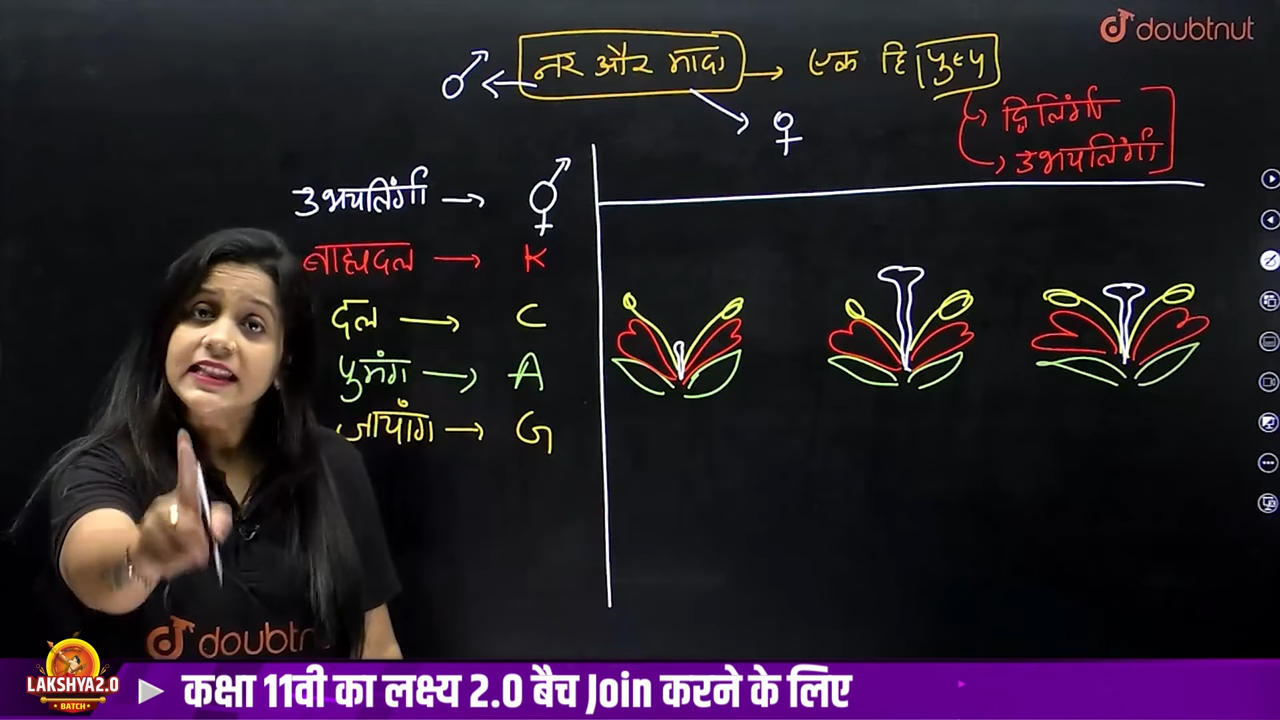 doubtnut
♂ ← नर और मादा → एक हि पुष्प
♀
→ द्विलिंगी
→ उभयलिंगी
उभयलिंगी → ⚥
बाह्यदल → K
दल → C
पुमंग → A
जायांग → G
doubtnut
LAKSHYA2.0
BATCH
कक्षा 11वी का लक्ष्य 2.0 बैच Join करने के लिए